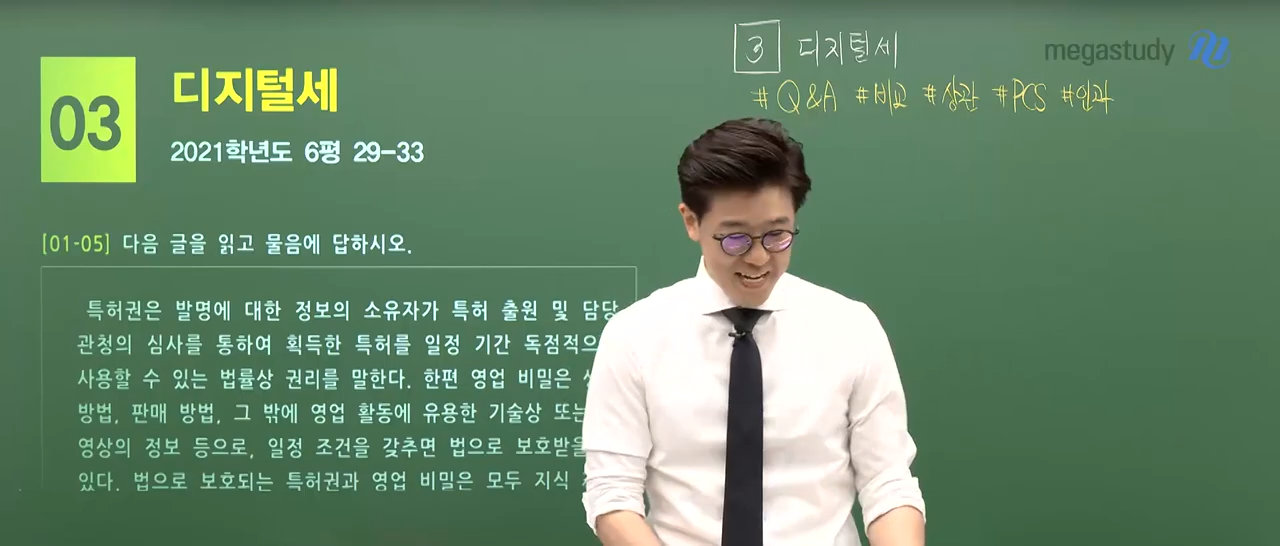 03
디지털세
2021학년도 6평 29-33
[01-05] 다음 글을 읽고 물음에 답하시오.
특허권은 발명에 대한 정보의 소유자가 특허 출원 및 담당
관청의 심사를 통하여 획득한 특허를 일정 기간 독점적으
사용할 수 있는 법률상 권리를 말한다. 한편 영업 비밀은
방법, 판매 방법, 그 밖에 영업 활동에 유용한 기술상 또는
영상의 정보 등으로, 일정 조건을 갖추면 법으로 보호받을
있다. 법으로 보호되는 특허권과 영업 비밀은 모두 지식
3 디지털세
megastudy
# Q&A # 비교 # 상관 # PCS # 인과